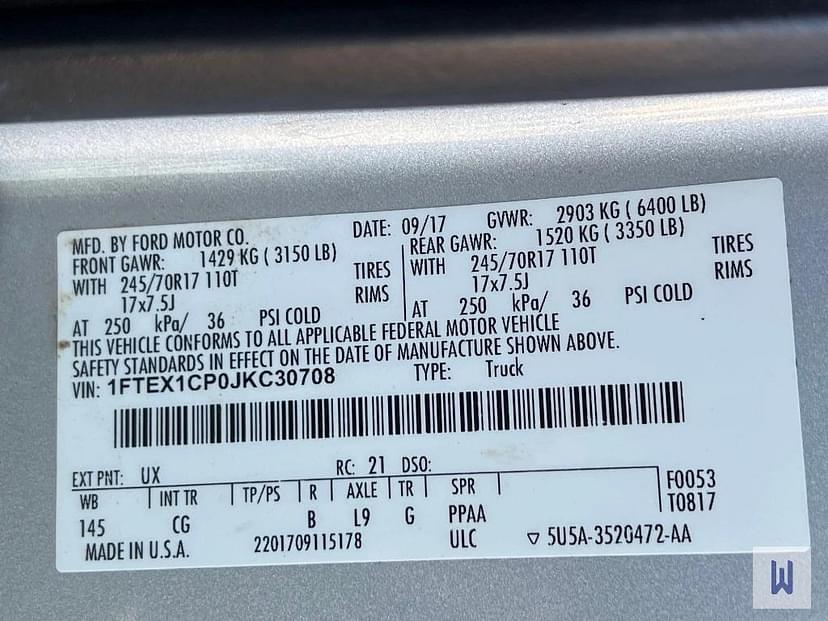 MFD. BY FORD MOTOR CO. DATE: 09/17 GVWR: 2903 KG ( 6400 LB)
FRONT GAWR: 1429 KG ( 3150 LB) REAR GAWR: 1520 KG ( 3350 LB)
WITH 245/70R17 110T TIRES WITH 245/70R17 110T TIRES
17x7.5J RIMS 17x7.5J RIMS
AT 250 kPa/ 36 PSI COLD AT 250 kPa/ 36 PSI COLD
THIS VEHICLE CONFORMS TO ALL APPLICABLE FEDERAL MOTOR VEHICLE
SAFETY STANDARDS IN EFFECT ON THE DATE OF MANUFACTURE SHOWN ABOVE.
VIN: 1FTEX1CP0JKC30708 TYPE: Truck
EXT PNT: UX RC: 21 DSO:
WB INT TR TP/PS R AXLE TR SPR F0053
145 CG B L9 G PPAA T0817
MADE IN U.S.A. 2201709115178 ULC ▽ 5U5A-3520472-AA
W